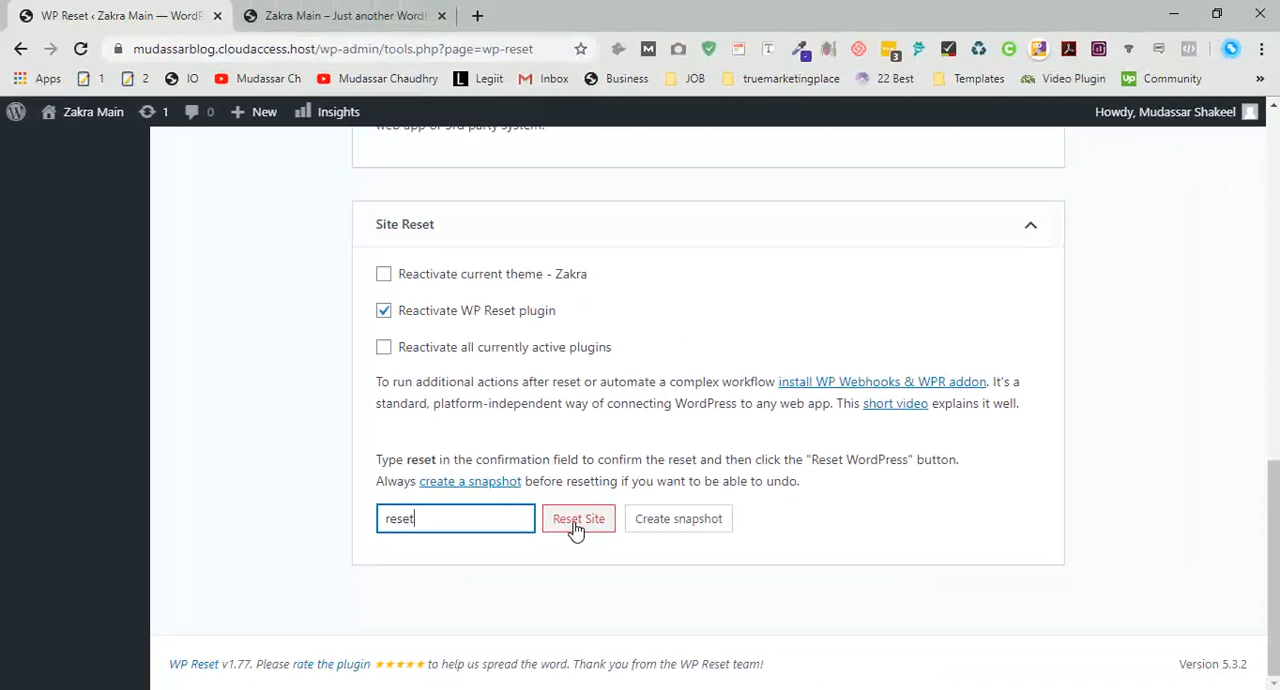 WP Reset ‹ Zakra Main — WordP
Zakra Main – Just another WordPr
mudassarblog.cloudaccess.host/wp-admin/tools.php?page=wp-reset
3
Apps 1 2 IO Mudassar Ch Mudassar Chaudhry Legiit Inbox Business JOB truemarketingplace 22 Best Templates Video Plugin Community »
Zakra Main 1 0 New Insights Howdy, Mudassar Shakeel
web app or 3rd party system.
Site Reset
Reactivate current theme - Zakra
Reactivate WP Reset plugin
Reactivate all currently active plugins
To run additional actions after reset or automate a complex workflow install WP Webhooks & WPR addon. It's a
standard, platform-independent way of connecting WordPress to any web app. This short video explains it well.
Type reset in the confirmation field to confirm the reset and then click the "Reset WordPress" button.
Always create a snapshot before resetting if you want to be able to undo.
reset Reset Site Create snapshot
WP Reset v1.77. Please rate the plugin ★★★★★ to help us spread the word. Thank you from the WP Reset team! Version 5.3.2